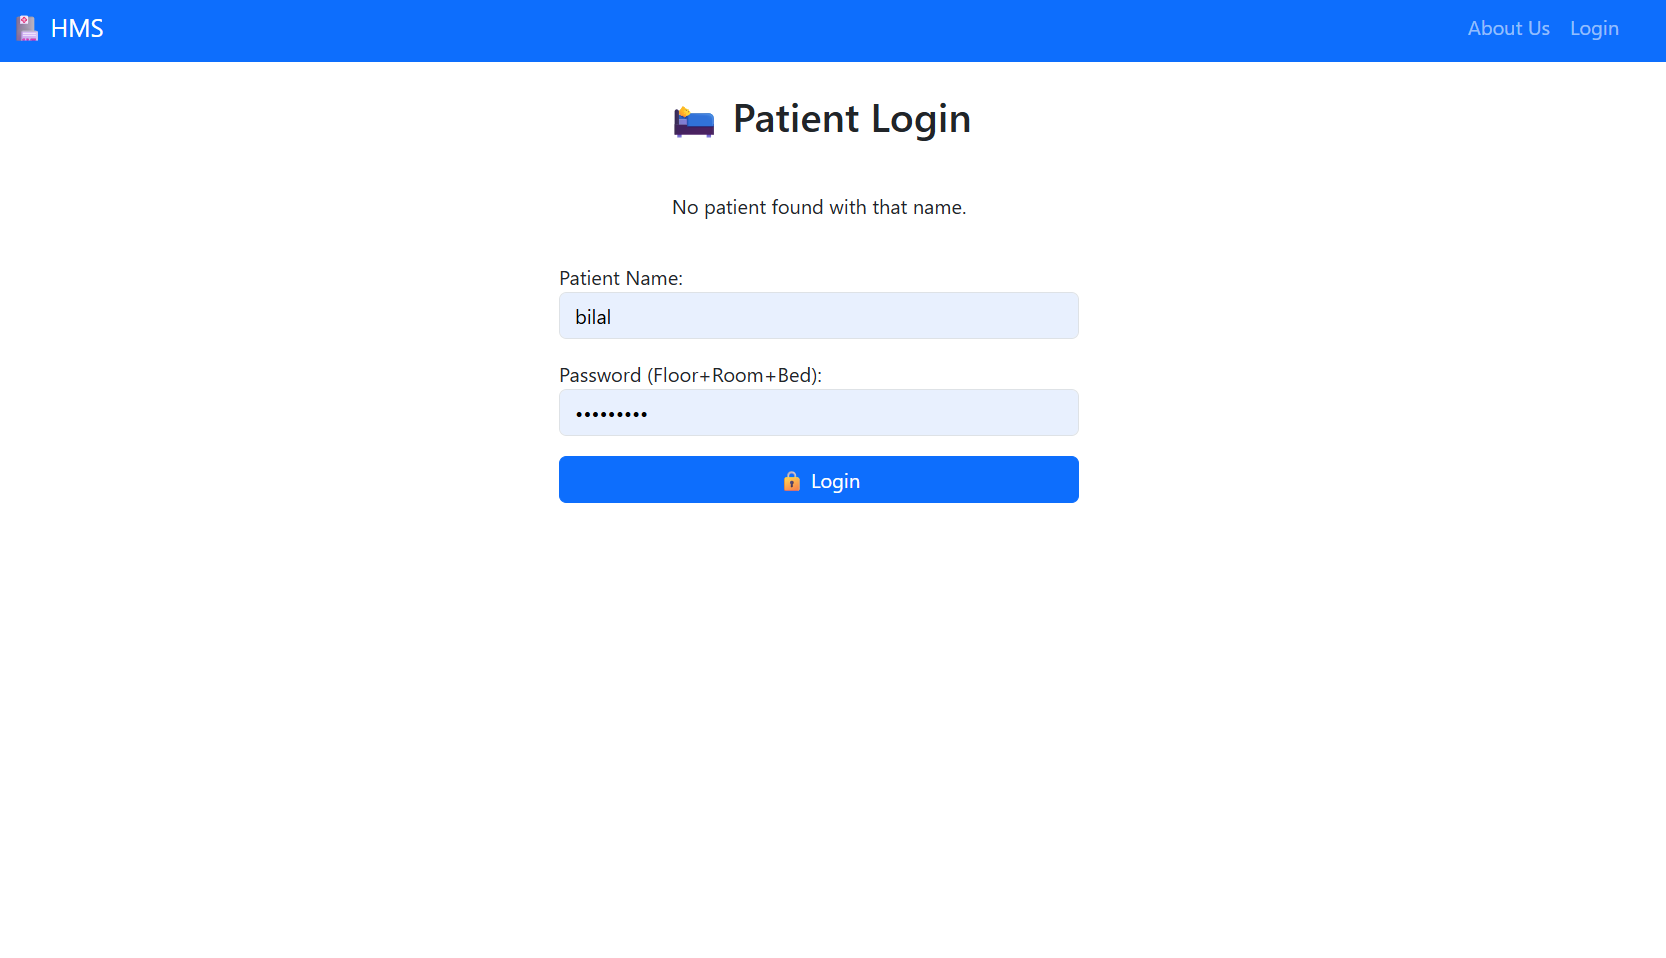 HMS
About Us Login
Patient Login
No patient found with that name.
Patient Name:
bilal
Password (Floor+Room+Bed):
•••••••••
Login